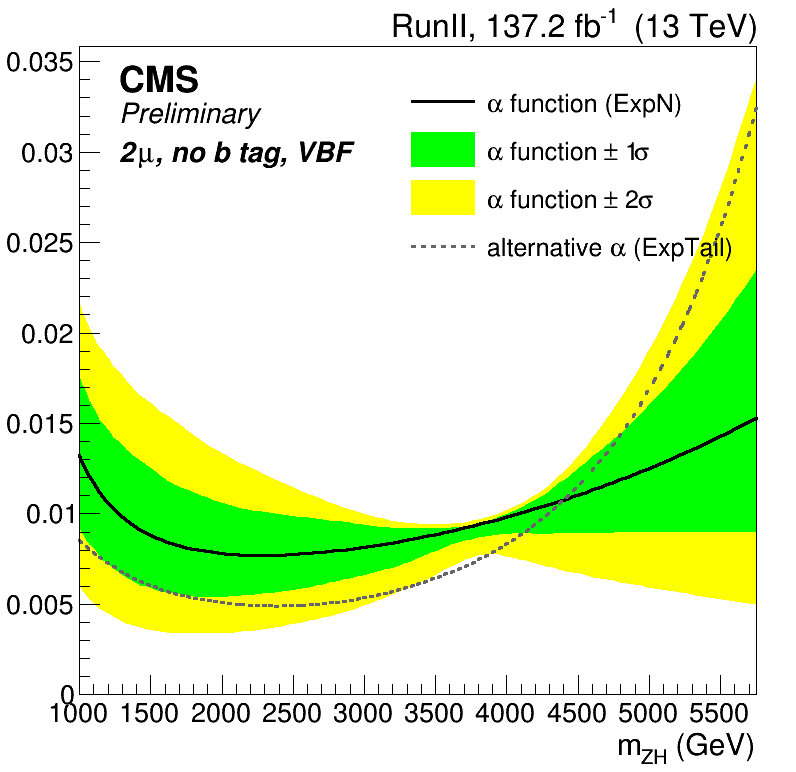 RunII, 137.2 fb-1 (13 TeV)
CMS
Preliminary
2μ, no b tag, VBF
α function (ExpN)
α function ± 1σ
α function ± 2σ
alternative α (ExpTail)
0.035
0.03
0.025
0.02
0.015
0.01
0.005
0
1000 1500 2000 2500 3000 3500 4000 4500 5000 5500
mZH (GeV)